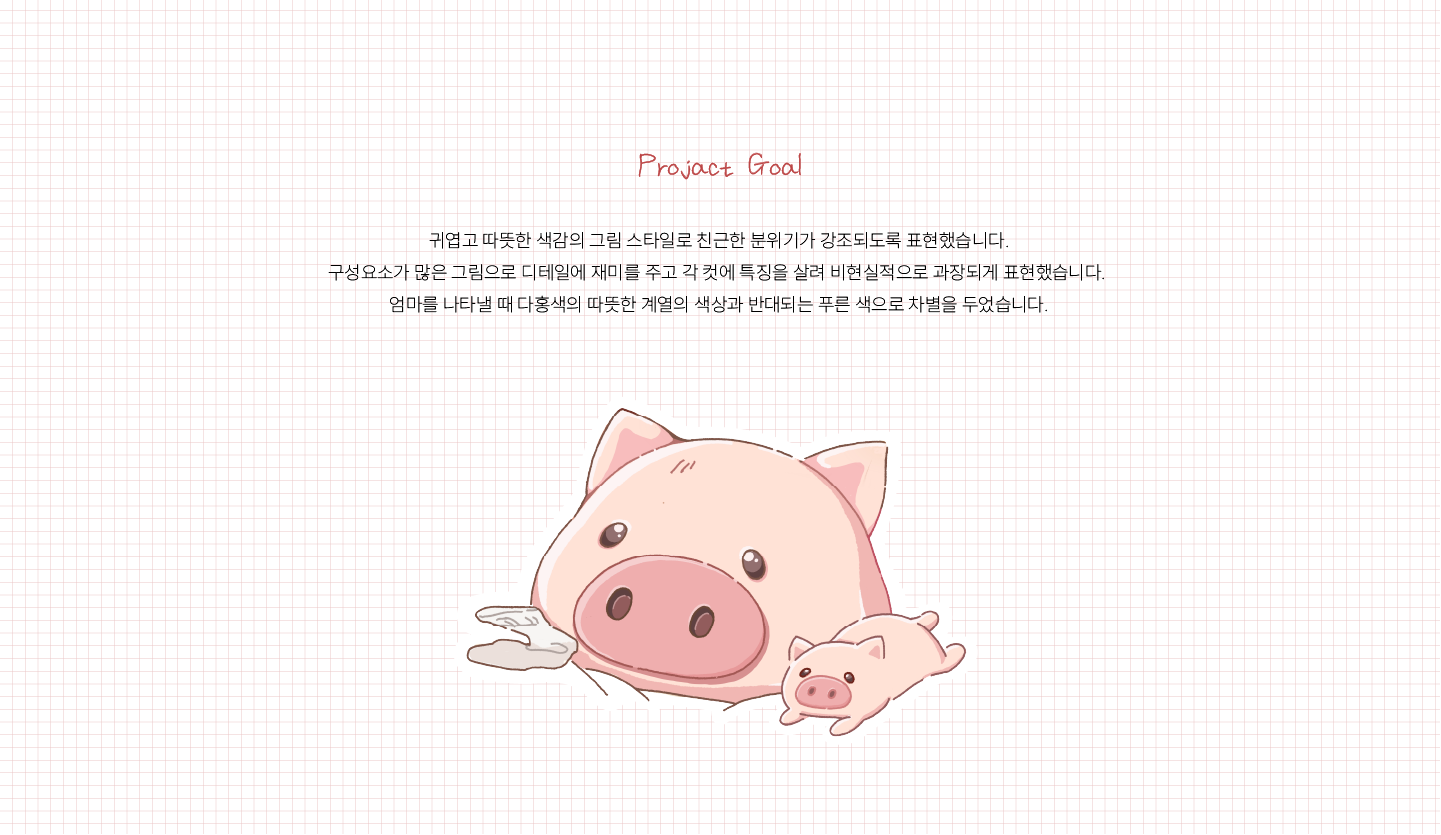 Projact Goal
귀엽고 따뜻한 색감의 그림 스타일로 친근한 분위기가 강조되도록 표현했습니다.
구성요소가 많은 그림으로 디테일에 재미를 주고 각 컷에 특징을 살려 비현실적으로 과장되게 표현했습니다.
엄마를 나타낼 때 다홍색의 따뜻한 계열의 색상과 반대되는 푸른 색으로 차별을 두었습니다.